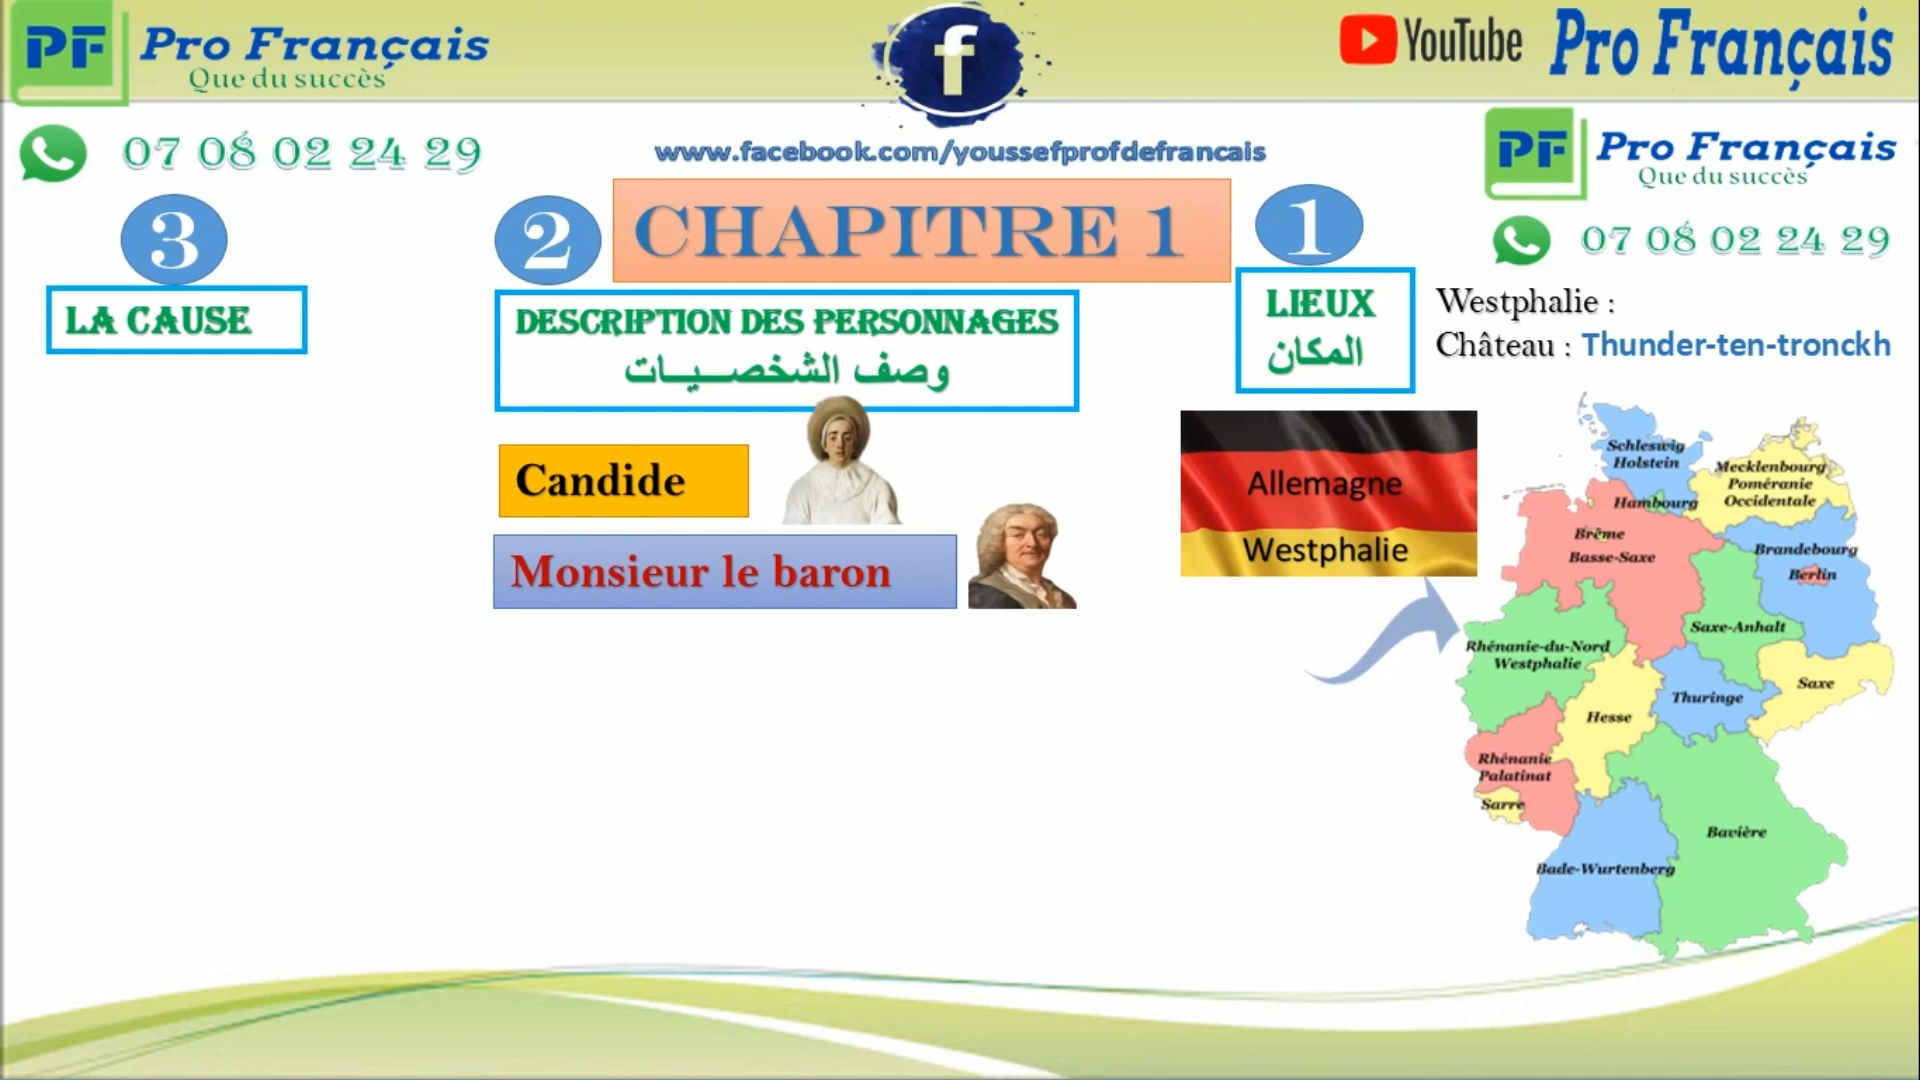 PF Pro Français
Que du succès
f
YouTube Pro Français
07 08 02 24 29
www.facebook.com/youssefprofdefrancais
PF Pro Français
Que du succès
07 08 02 24 29
3
2
CHAPITRE 1
1
LA CAUSE
DESCRIPTION DES PERSONNAGES
وصف الشخصـــيـــات
LIEUX
المكان
Westphalie :
Château : Thunder-ten-tronckh
Candide
Monsieur le baron
Allemagne
Westphalie
Schleswig
Holstein
Mecklenbourg
Poméranie
Occidentale
Hambourg
Brème
Basse-Saxe
Brandebourg
Berlin
Saxe-Anhalt
Rhénanie-du-Nord
Westphalie
Saxe
Thuringe
Hesse
Rhénanie
Palatinat
Sarre
Bavière
Bade-Wurtenberg